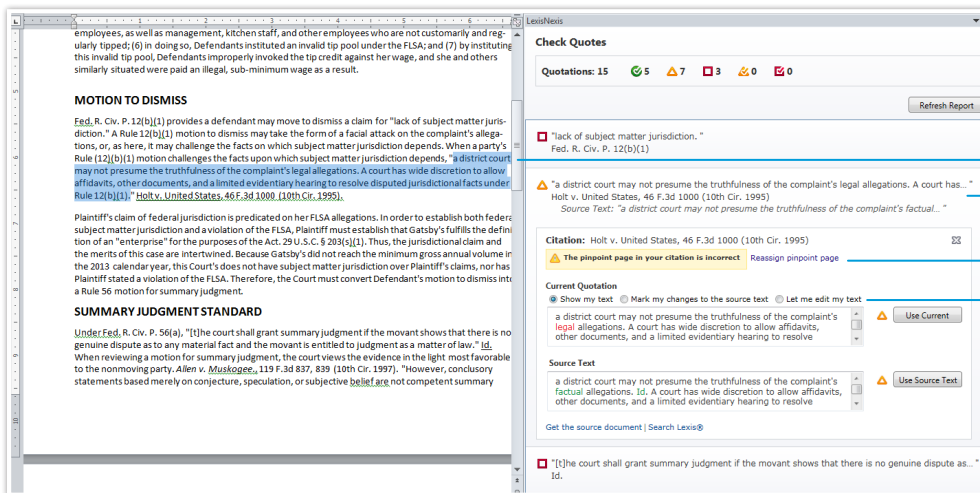 employees, as well as management, kitchen staff, and other employees who are not customarily and reg-
ularly tipped; (6) in doing so, Defendants instituted an invalid tip pool under the FLSA; and (7) by instituting
this invalid tip pool, Defendants improperly invoked the tip credit against her wage, and she and others
similarly situated were paid an illegal, sub-minimum wage as a result.
MOTION TO DISMISS
Fed. R. Civ. P. 12(b)(1) provides a defendant may move to dismiss a claim for "lack of subject matter juris-
diction." A Rule 12(b)(1) motion to dismiss may take the form of a facial attack on the complaint's allega-
tions, or, as here, it may challenge the facts on which subject matter jurisdiction depends. When a party's
Rule (12)(b)(1) motion challenges the facts upon which subject matter jurisdiction depends, "a district court
may not presume the truthfulness of the complaint's legal allegations. A court has wide discretion to allow
affidavits, other documents, and a limited evidentiary hearing to resolve disputed jurisdictional facts under
Rule 12(b)(1)." Holt v. United States, 46 F.3d 1000 (10th Cir. 1995),
Plaintiff's claim of federal jurisdiction is predicated on her FLSA allegations. In order to establish both federa
subject matter jurisdiction and a violation of the FLSA, Plaintiff must establish that Gatsby's fulfills the defini
tion of an "enterprise" for the purposes of the Act. 29 U.S.C. § 203(s)(1). Thus, the jurisdictional claim and
the merits of this case are intertwined. Because Gatsby's did not reach the minimum gross annual volume in
the 2013 calendar year, this Court's does not have subject matter jurisdiction over Plaintiff's claims, nor has
Plaintiff stated a violation of the FLSA. Therefore, the Court must convert Defendant's motion to dismiss into
a Rule 56 motion for summary judgment.
SUMMARY JUDGMENT STANDARD
Under Fed. R. Civ. P. 56(a), "[t]he court shall grant summary judgment if the movant shows that there is no
genuine dispute as to any material fact and the movant is entitled to judgment as a matter of law." Id.
When reviewing a motion for summary judgment, the court views the evidence in the light most favorable
to the nonmoving party. Allen v. Muskogee., 119 F.3d 837, 839 (10th Cir. 1997). "However, conclusory
statements based merely on conjecture, speculation, or subjective belief are not competent summary
LexisNexis
Check Quotes
Quotations: 15 5 7 3 0 0
Refresh Report
"lack of subject matter jurisdiction. "
Fed. R. Civ. P. 12(b)(1)
"a district court may not presume the truthfulness of the complaint's legal allegations. A court has... "
Holt v. United States, 46 F.3d 1000 (10th Cir. 1995)
Source Text: "a district court may not presume the truthfulness of the complaint's factual... "
Citation: Holt v. United States, 46 F.3d 1000 (10th Cir. 1995)
The pinpoint page in your citation is incorrect Reassign pinpoint page
Current Quotation
Show my text Mark my changes to the source text Let me edit my text
a district court may not presume the truthfulness of the complaint's
legal allegations. A court has wide discretion to allow affidavits,
other documents, and a limited evidentiary hearing to resolve
Use Current
Source Text
a district court may not presume the truthfulness of the complaint's
factual allegations. Id. A court has wide discretion to allow affidavits,
other documents, and a limited evidentiary hearing to resolve
Use Source Text
Get the source document | Search Lexis®
"[t]he court shall grant summary judgment if the movant shows that there is no genuine dispute as... "
Id.